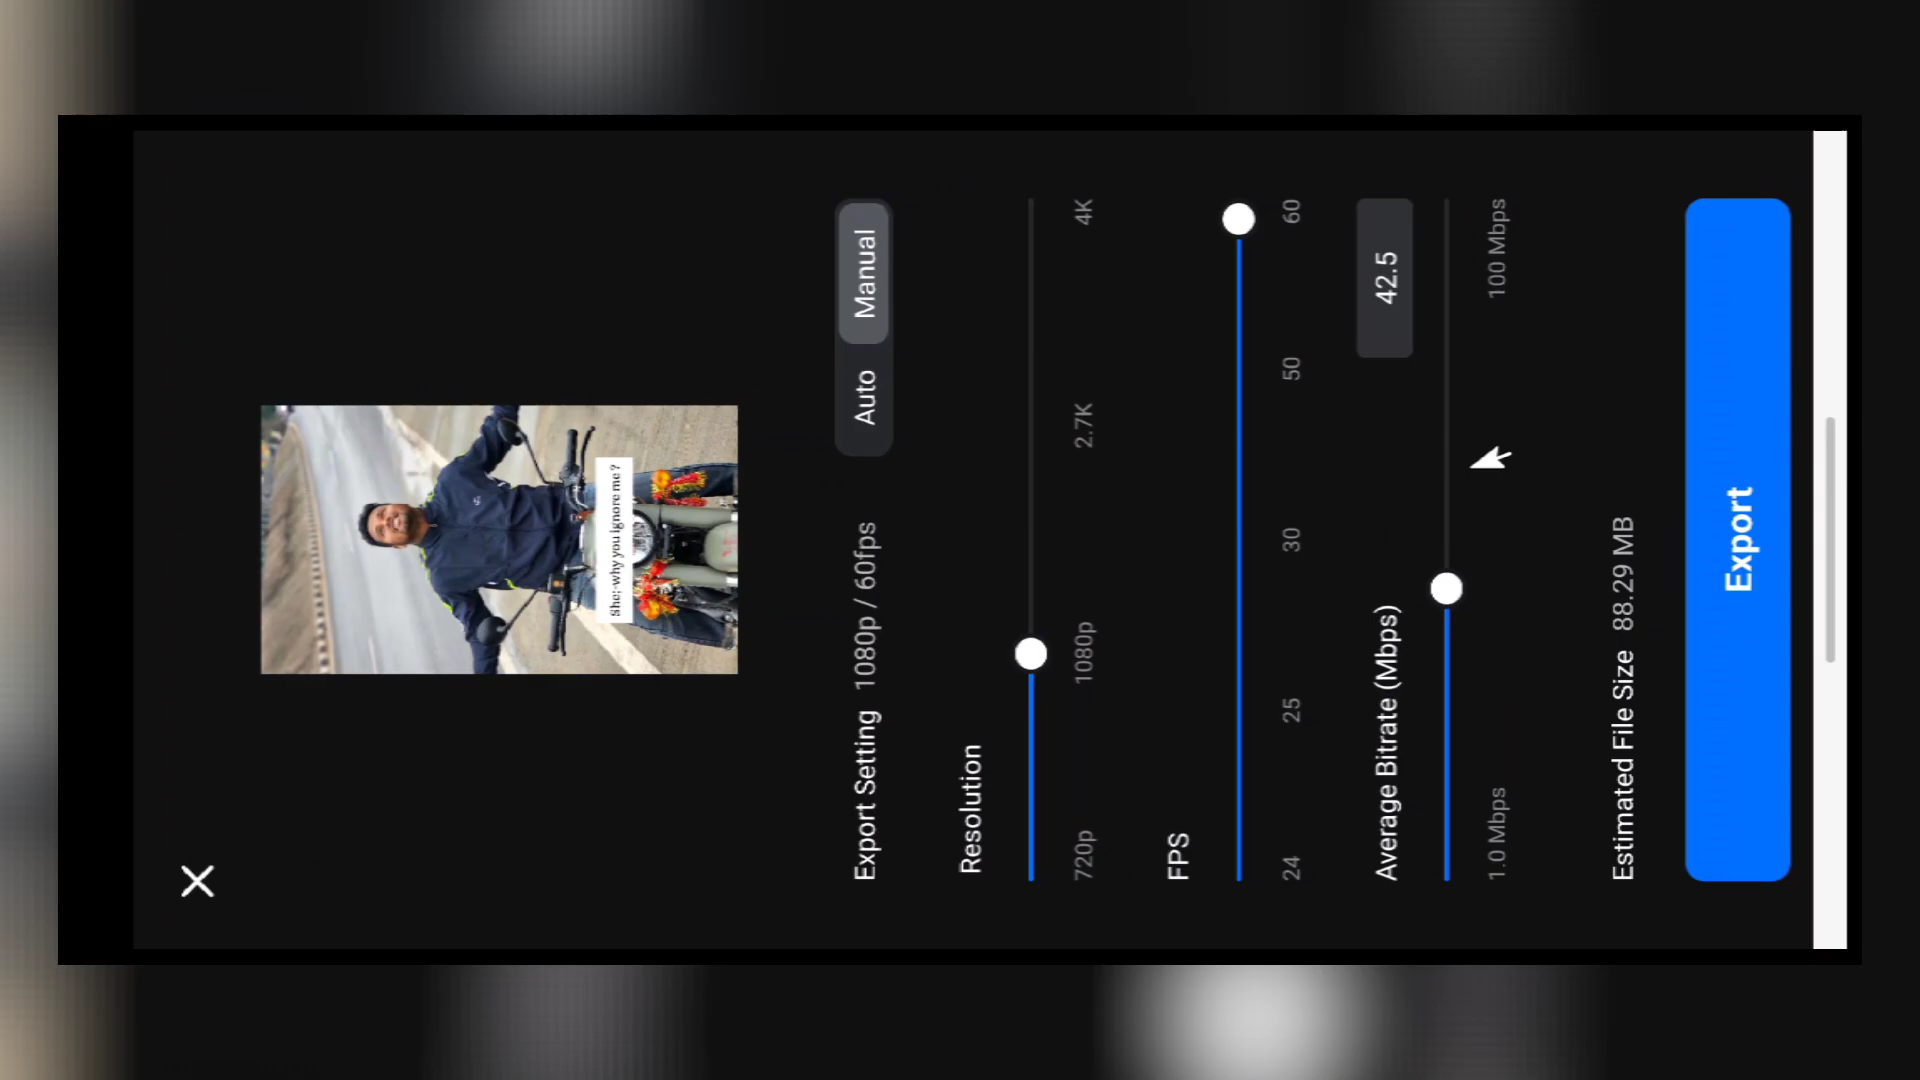 She:-why you ignore me ?
Export Setting 1080p / 60fps
Auto Manual
Resolution
720p 1080p 2.7K 4K
FPS
24 25 30 50 60
Average Bitrate (Mbps) 42.5
1.0 Mbps 100 Mbps
Estimated File Size 88.29 MB
Export